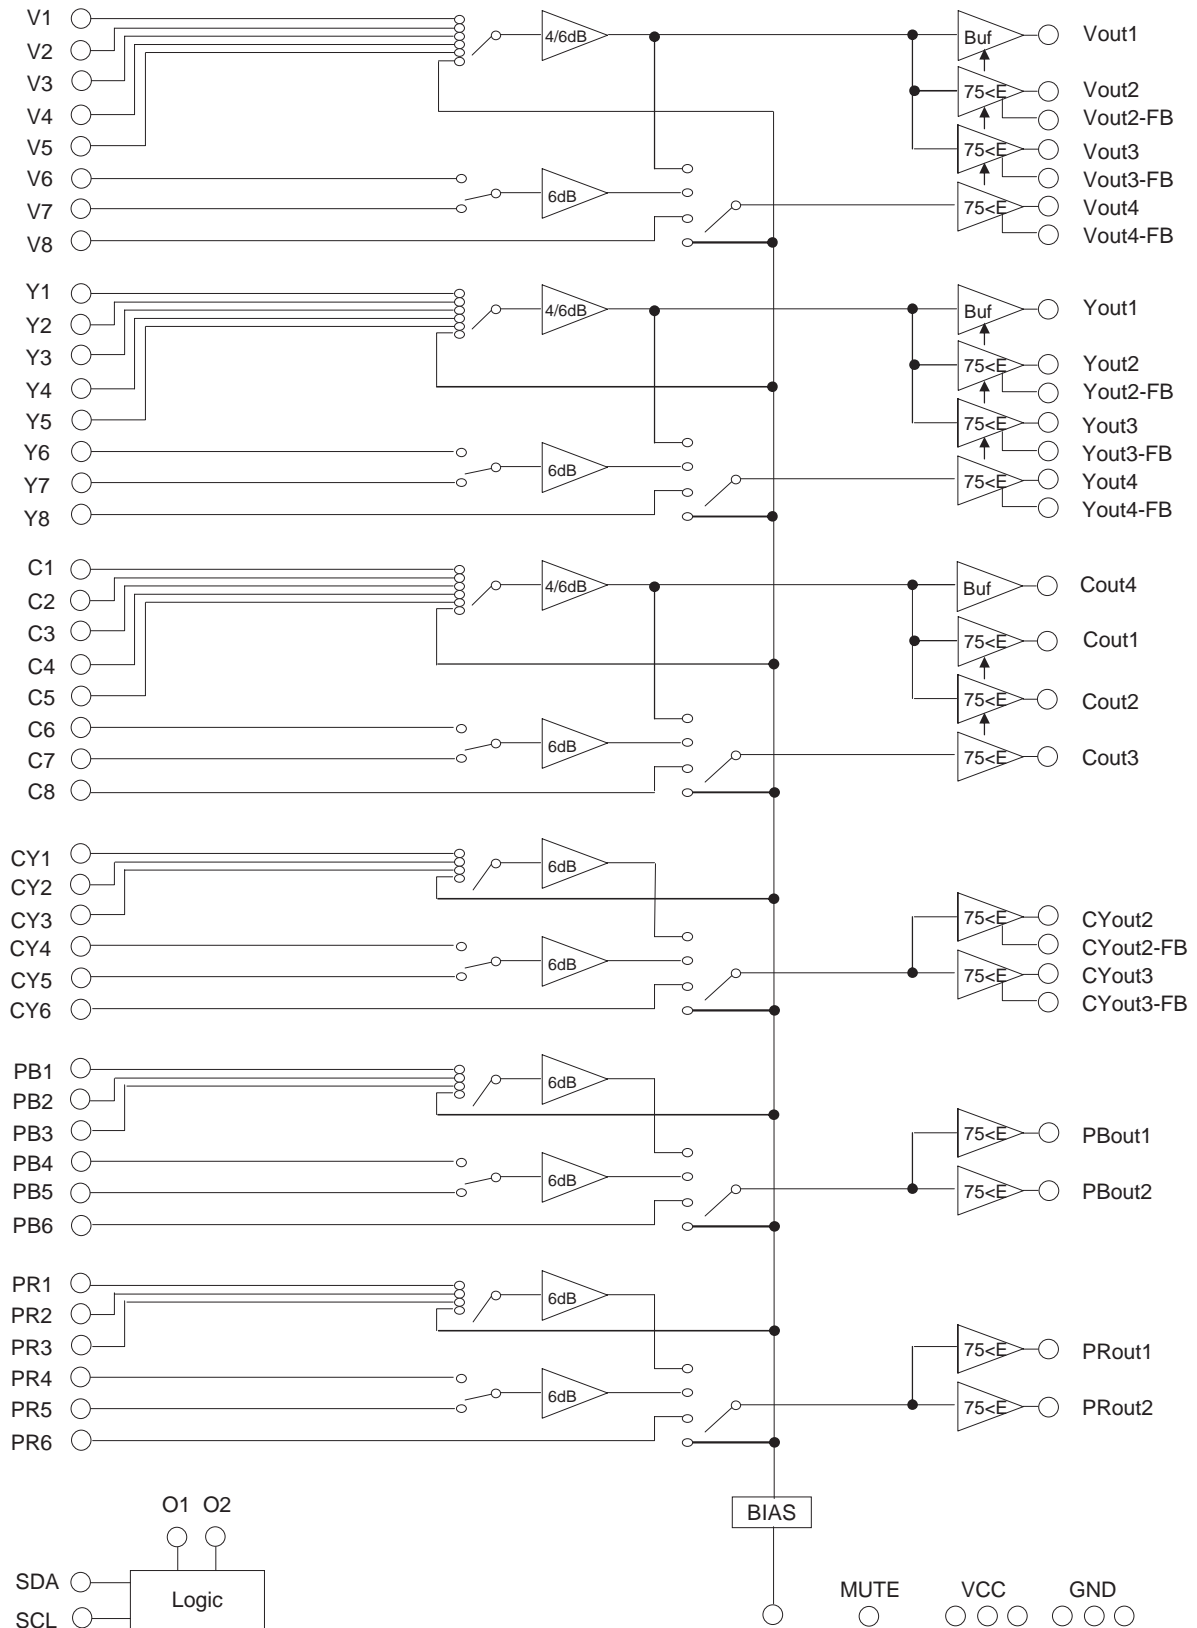 V1
4/6dB
Buf
Vout1
V2
V3
75<E
Vout2
V4
Vout2-FB
V5
75<E
Vout3
V6
Vout3-FB
V7
6dB
75<E
Vout4
V8
Vout4-FB
Y1
4/6dB
Buf
Yout1
Y2
Y3
75<E
Yout2
Y4
Yout2-FB
Y5
75<E
Yout3
Y6
Yout3-FB
Y7
6dB
75<E
Yout4
Y8
Yout4-FB
C1
4/6dB
Buf
Cout4
C2
C3
75<E
Cout1
C4
C5
75<E
Cout2
C6
C7
6dB
75<E
Cout3
C8
CY1
6dB
CY2
CY3
75<E
CYout2
CY4
CYout2-FB
CY5
6dB
75<E
CYout3
CY6
CYout3-FB
PB1
6dB
PB2
PB3
75<E
PBout1
PB4
PB5
6dB
75<E
PBout2
PB6
PR1
6dB
PR2
PR3
75<E
PRout1
PR4
PR5
6dB
75<E
PRout2
PR6
O1 O2
BIAS
SDA
Logic
MUTE
VCC
GND
SCL